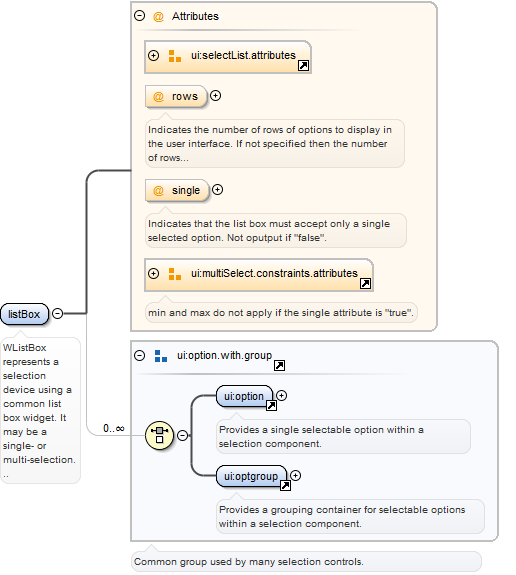 @ Attributes
ui:selectList.attributes
@ rows
Indicates the number of rows of options to display in
the user interface. If not specified then the number
of rows...
@ single
Indicates that the list box must accept only a single
selected option. Not oputput if "false".
ui:multiSelect.constraints.attributes
min and max do not apply if the single attribute is "true".
listBox
WListBox
represents a
selection
device using a
common list
box widget. It
may be a
single- or
multi-selection.
..
ui:option.with.group
0..∞
ui:option
Provides a single selectable option within a
selection component.
ui:optgroup
Provides a grouping container for selectable options
within a selection component.
Common group used by many selection controls.